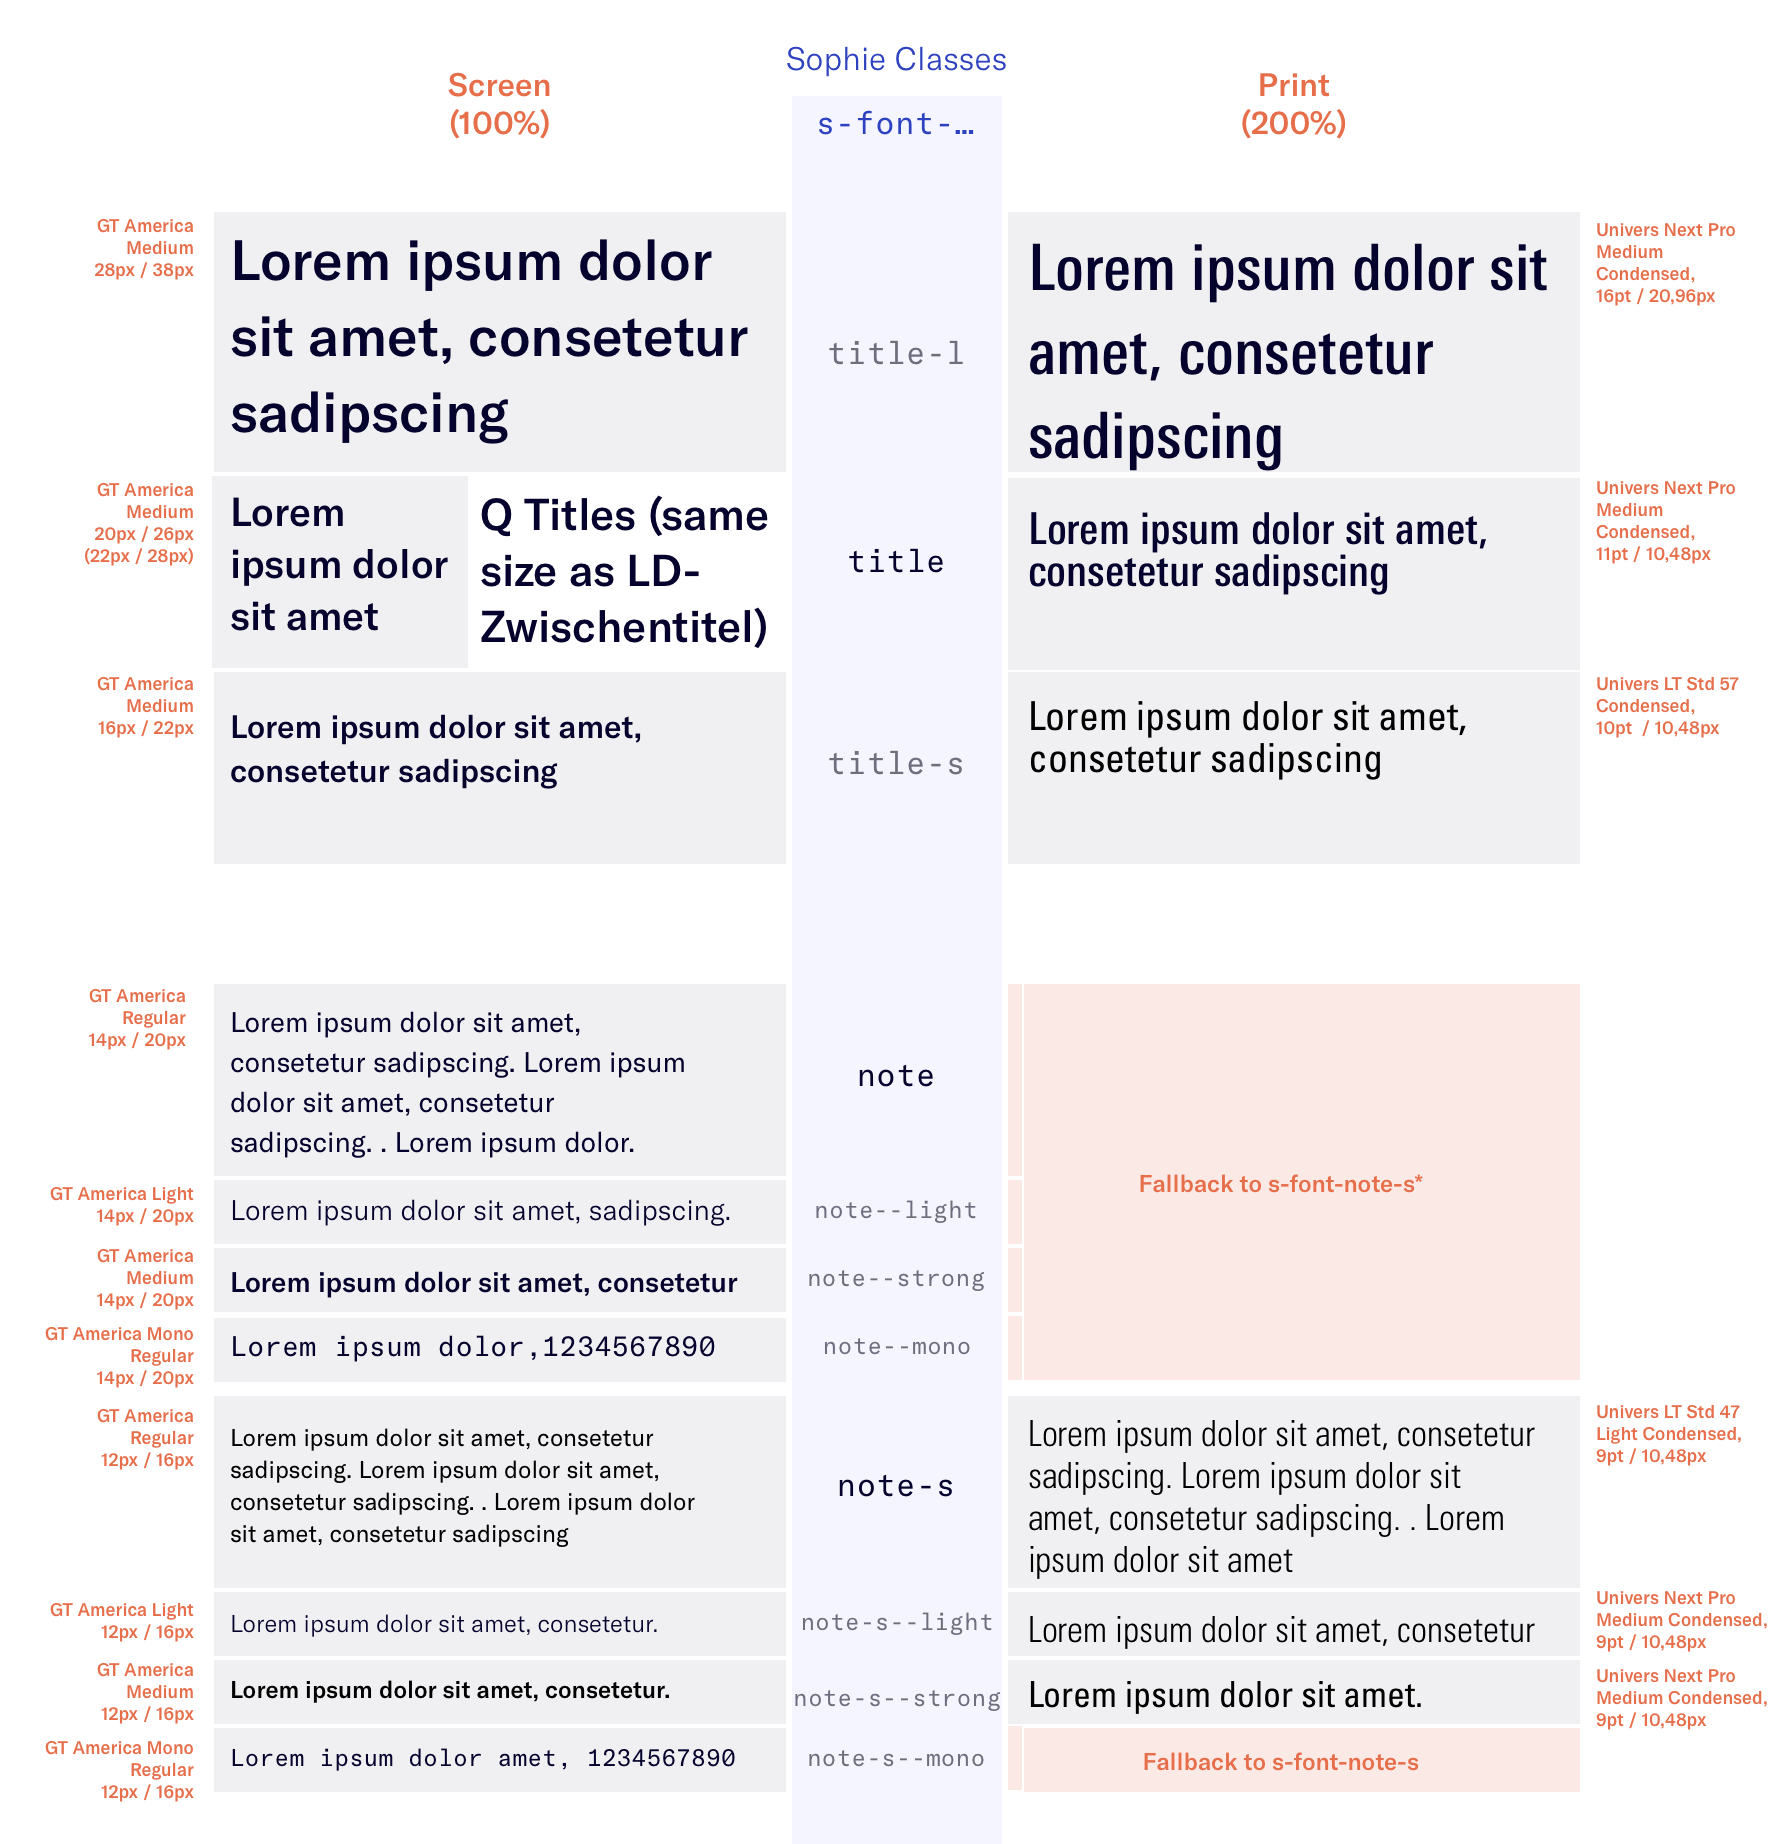 Sophie Classes
Screen
(100%)
s-font-…
Print
(200%)
GT America
Medium
28px / 38px
Lorem ipsum dolor
sit amet, consetetur
sadipscing
title-l
Lorem ipsum dolor sit
amet, consetetur
sadipscing
Univers Next Pro
Medium
Condensed,
16pt / 20,96px
GT America
Medium
20px / 26px
(22px / 28px)
Lorem
ipsum dolor
sit amet
Q Titles (same
size as LD-
Zwischentitel)
title
Lorem ipsum dolor sit amet,
consetetur sadipscing
Univers Next Pro
Medium
Condensed,
11pt / 10,48px
GT America
Medium
16px / 22px
Lorem ipsum dolor sit amet,
consetetur sadipscing
title-s
Lorem ipsum dolor sit amet,
consetetur sadipscing
Univers LT Std 57
Condensed,
10pt / 10,48px
GT America
Regular
14px / 20px
Lorem ipsum dolor sit amet,
consetetur sadipscing. Lorem ipsum
dolor sit amet, consetetur
sadipscing. . Lorem ipsum dolor.
note
Fallback to s-font-note-s*
GT America Light
14px / 20px
Lorem ipsum dolor sit amet, sadipscing.
note--light
GT America
Medium
14px / 20px
Lorem ipsum dolor sit amet, consetetur
note--strong
GT America Mono
Regular
14px / 20px
Lorem ipsum dolor,1234567890
note--mono
GT America
Regular
12px / 16px
Lorem ipsum dolor sit amet, consetetur
sadipscing. Lorem ipsum dolor sit amet,
consetetur sadipscing. . Lorem ipsum dolor
sit amet, consetetur sadipscing
note-s
Lorem ipsum dolor sit amet, consetetur
sadipscing. Lorem ipsum dolor sit
amet, consetetur sadipscing. . Lorem
ipsum dolor sit amet
Univers LT Std 47
Light Condensed,
9pt / 10,48px
GT America Light
12px / 16px
Lorem ipsum dolor sit amet, consetetur.
note-s--light
Lorem ipsum dolor sit amet, consetetur
Univers Next Pro
Medium Condensed,
9pt / 10,48px
GT America
Medium
12px / 16px
Lorem ipsum dolor sit amet, consetetur.
note-s--strong
Lorem ipsum dolor sit amet.
Univers Next Pro
Medium Condensed,
9pt / 10,48px
GT America Mono
Regular
12px / 16px
Lorem ipsum dolor amet, 1234567890
note-s--mono
Fallback to s-font-note-s